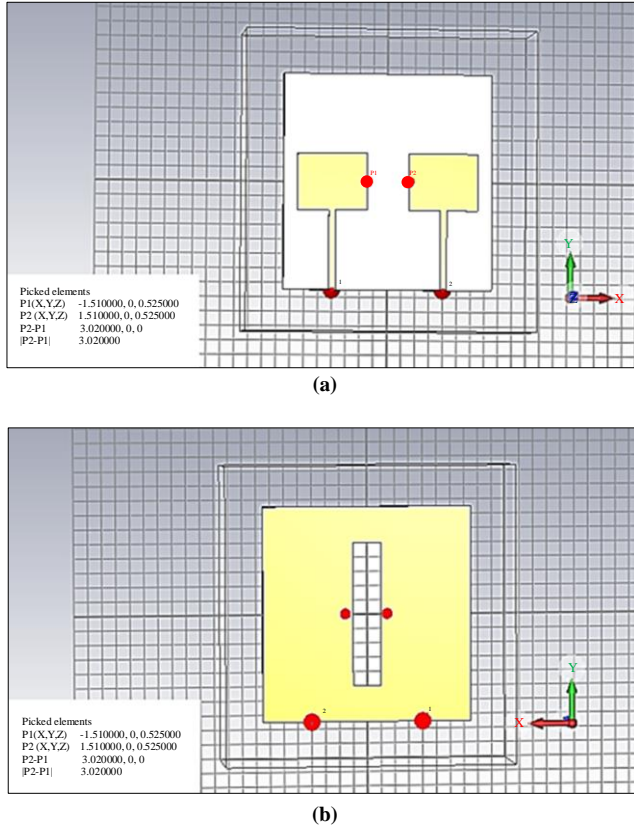 P1 P2
1 2
Y
Z X
Picked elements
P1(X,Y,Z) -1.510000, 0, 0.525000
P2 (X,Y,Z) 1.510000, 0, 0.525000
P2-P1 3.020000, 0, 0
|P2-P1| 3.020000
(a)
2 1
Y
X
Picked elements
P1(X,Y,Z) -1.510000, 0, 0.525000
P2 (X,Y,Z) 1.510000, 0, 0.525000
P2-P1 3.020000, 0, 0
|P2-P1| 3.020000
(b)